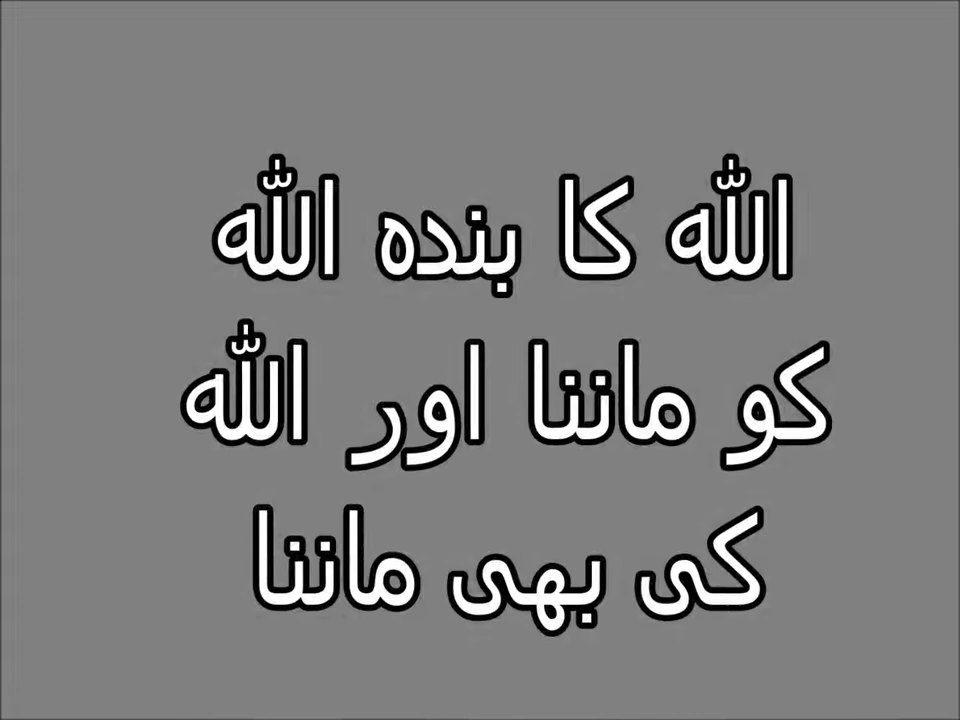 اللہ کا بندہ اللہ
کو ماننا اور اللہ
کی بھی ماننا